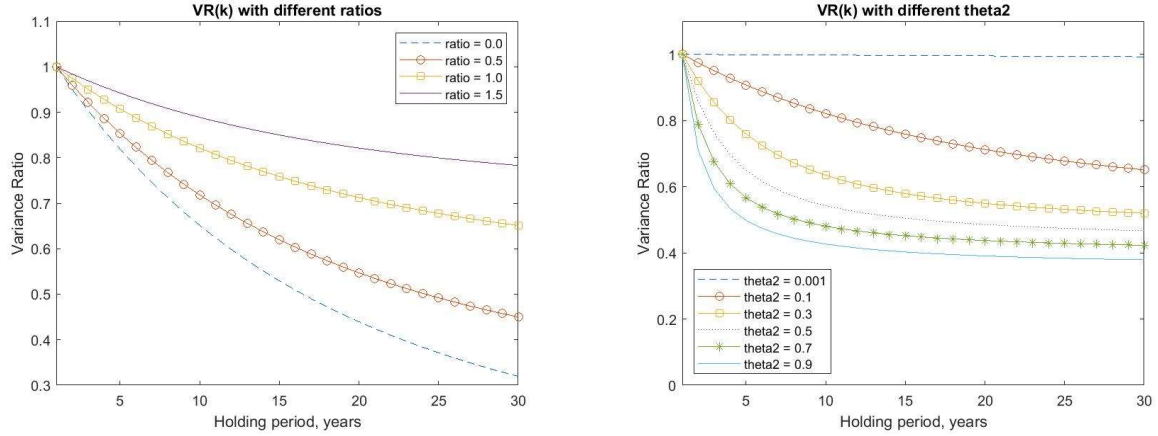 VR(k) with different ratios
1.1
1
0.9
0.8
0.7
0.6
0.5
0.4
0.3
Variance Ratio
ratio = 0.0
ratio = 0.5
ratio = 1.0
ratio = 1.5
5 10 15 20 25 30
Holding period, years
VR(k) with different theta2
1
0.8
0.6
0.4
0.2
0
Variance Ratio
theta2 = 0.001
theta2 = 0.1
theta2 = 0.3
theta2 = 0.5
theta2 = 0.7
theta2 = 0.9
5 10 15 20 25 30
Holding period, years